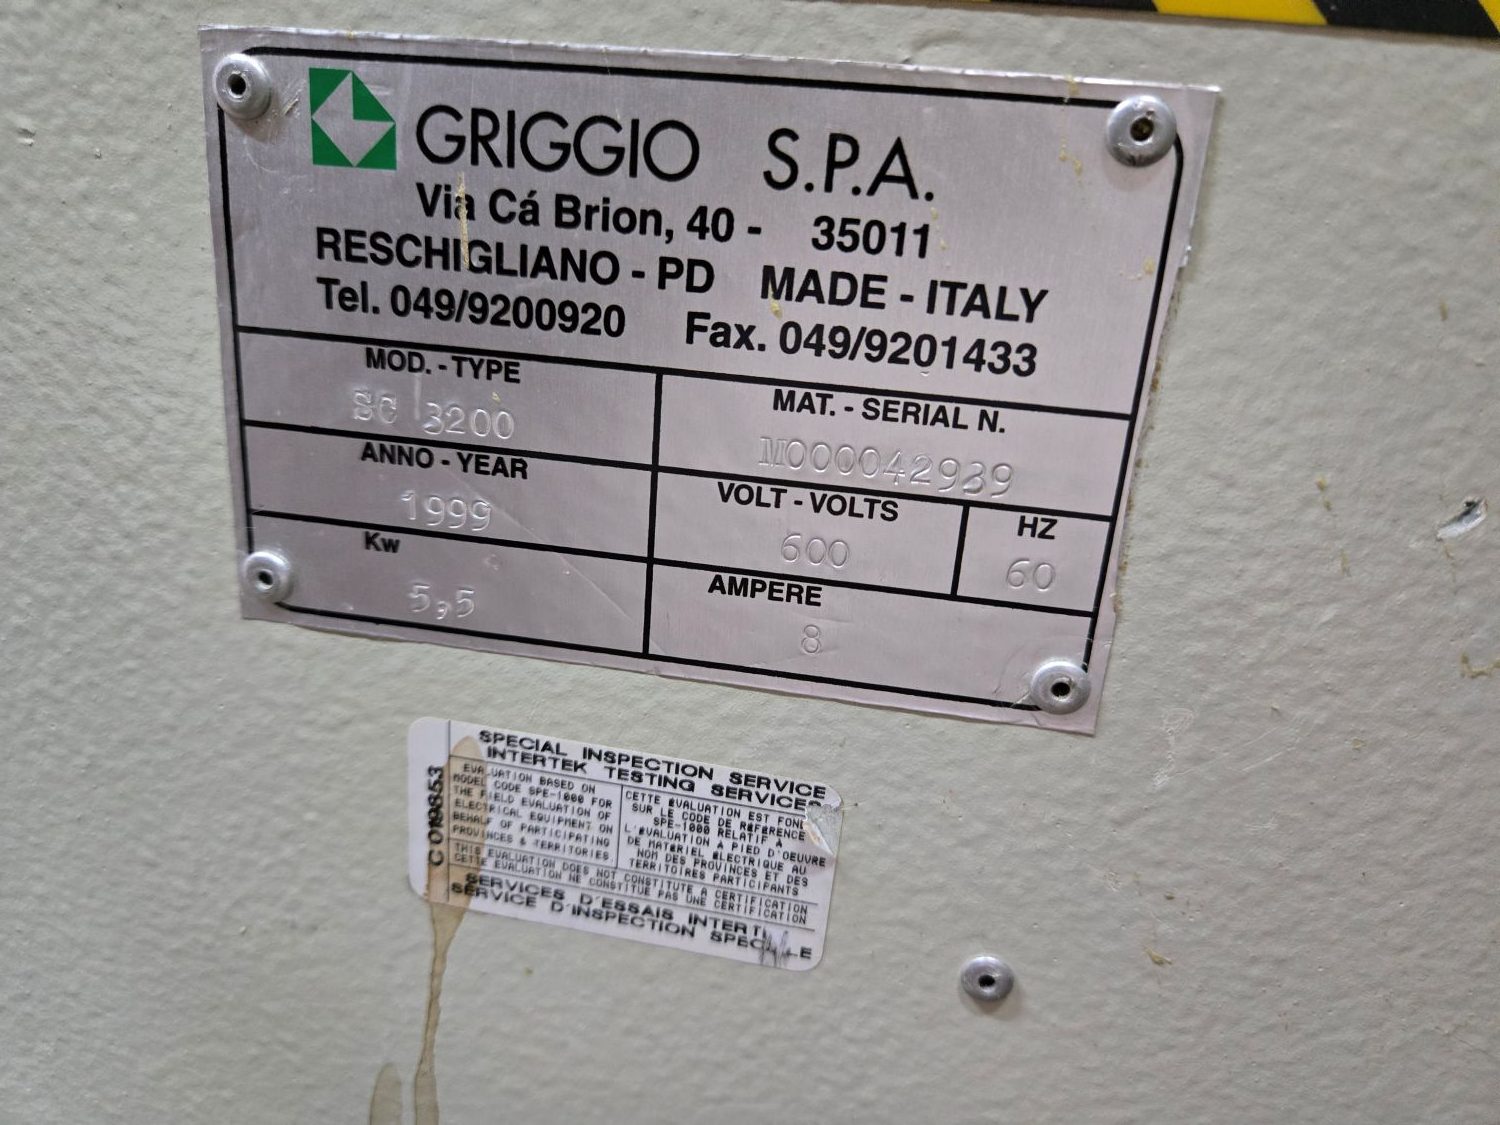 GRIGGIO S.P.A.
Via Cá Brion, 40 - 35011
RESCHIGLIANO - PD MADE - ITALY
Tel. 049/9200920 Fax. 049/9201433
MOD. - TYPE
SC 3200
MAT. - SERIAL N.
M000042939
ANNO - YEAR
1999
VOLT - VOLTS
600
HZ
60
Kw
5,5
AMPERE
8
C 019853
SPECIAL INSPECTION SERVICE
INTERTEK TESTING SERVICES
EVALUATION BASED ON
MODEL CODE SPE-1000 FOR
THE FIELD EVALUATION OF
ELECTRICAL EQUIPMENT ON
BEHALF OF PARTICIPATING
PROVINCES & TERRITORIES
CETTE ÉVALUATION EST FOND
SUR LE CODE DE RÉFÉRENCE
SPE-1000 RELATIF À
L'ÉVALUATION À PIED D'OEUVRE
DE MATÉRIEL ÉLECTRIQUE AU
NOM DES PROVINCES ET DES
TERRITOIRES PARTICIPANTS
THIS EVALUATION DOES NOT CONSTITUTE A CERTIFICATION
CETTE ÉVALUATION NE CONSTITUE PAS UNE CERTIFICATION
SERVICES D'ESSAIS INTERT
SERVICE D'INSPECTION SPEC